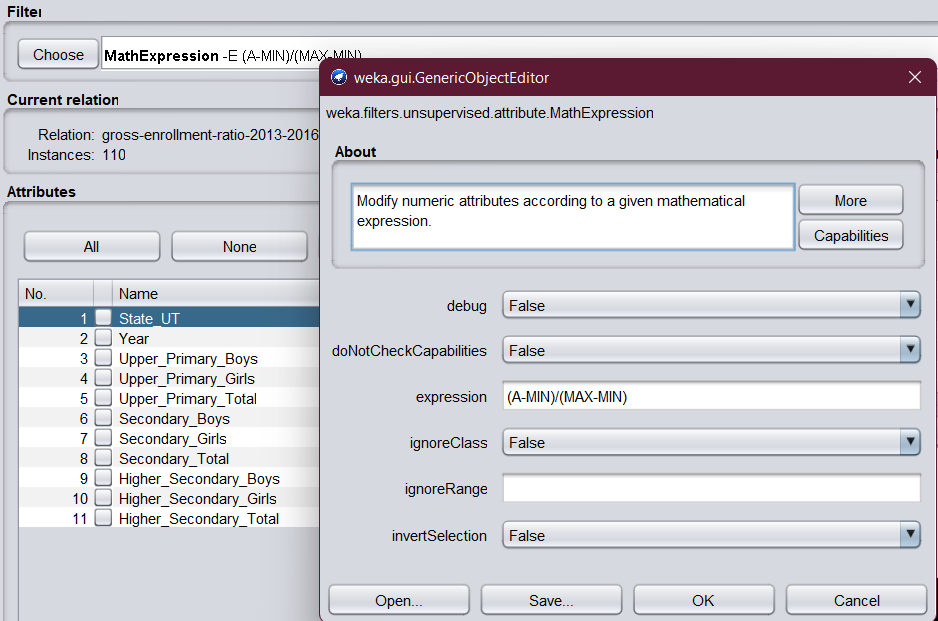 Filter
Choose
MathExpression -E (A-MIN)/(MAX-MIN)
weka.gui.GenericObjectEditor
weka.filters.unsupervised.attribute.MathExpression
Current relation
Relation: gross-enrollment-ratio-2013-2016
Instances: 110
About
Modify numeric attributes according to a given mathematical
expression.
More
Capabilities
Attributes
All
None
No. Name
1 State_UT
2 Year
3 Upper_Primary_Boys
4 Upper_Primary_Girls
5 Upper_Primary_Total
6 Secondary_Boys
7 Secondary_Girls
8 Secondary_Total
9 Higher_Secondary_Boys
10 Higher_Secondary_Girls
11 Higher_Secondary_Total
debug False
doNotCheckCapabilities False
expression (A-MIN)/(MAX-MIN)
ignoreClass False
ignoreRange
invertSelection False
Open...
Save...
OK
Cancel